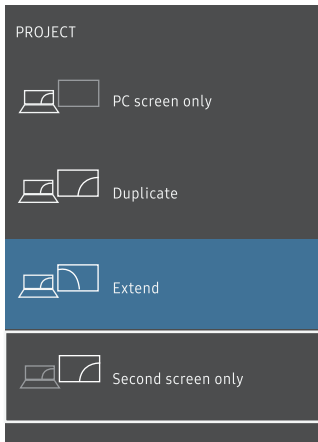 PROJECT
PC screen only
Duplicate
Extend
Second screen only